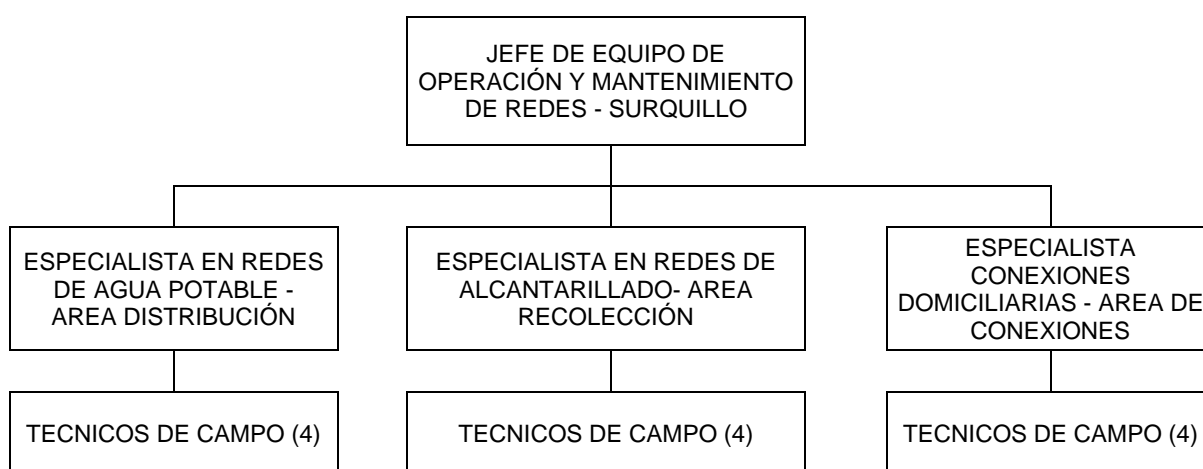 JEFE DE EQUIPO DE
OPERACIÓN Y MANTENIMIENTO
DE REDES - SURQUILLO
ESPECIALISTA EN REDES
DE AGUA POTABLE -
AREA DISTRIBUCIÓN
ESPECIALISTA EN REDES DE
ALCANTARILLADO- AREA
RECOLECCIÓN
ESPECIALISTA
CONEXIONES
DOMICILIARIAS - AREA DE
CONEXIONES
TECNICOS DE CAMPO (4)
TECNICOS DE CAMPO (4)
TECNICOS DE CAMPO (4)